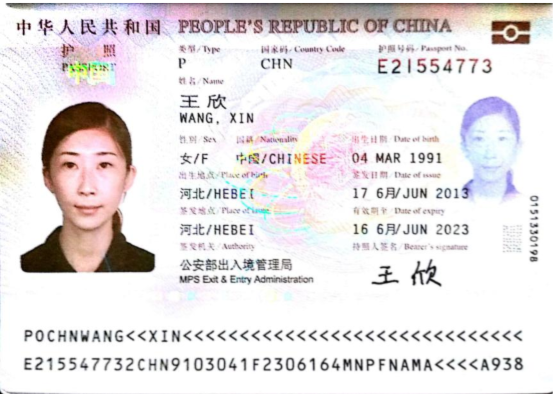 中华人民共和国 PEOPLE'S REPUBLIC OF CHINA
护照
PASSPORT
类型/Type 国家码/Country Code 护照号码/Passport No.
P CHN E21554773
姓名/Name
王欣
WANG, XIN
性别/Sex 国籍/Nationality 出生日期/Date of birth
女/F 中國/CHINESE 04 MAR 1991
出生地点/Place of birth 签发日期/Date of issue
河北/HEBEI 17 6月/JUN 2013
签发地点/Place of issue 有效期至/Date of expiry
河北/HEBEI 16 6月/JUN 2023
签发机关/Authority 持照人签名/Bearer's signature
公安部出入境管理局 王欣
MPS Exit & Entry Administration
0151330198
POCHNWANG<<XIN<<<<<<<<<<<<<<<<<<<<<<<<<<<<<<
E215547732CHN9103041F2306164MNPFNAMA<<<<A938